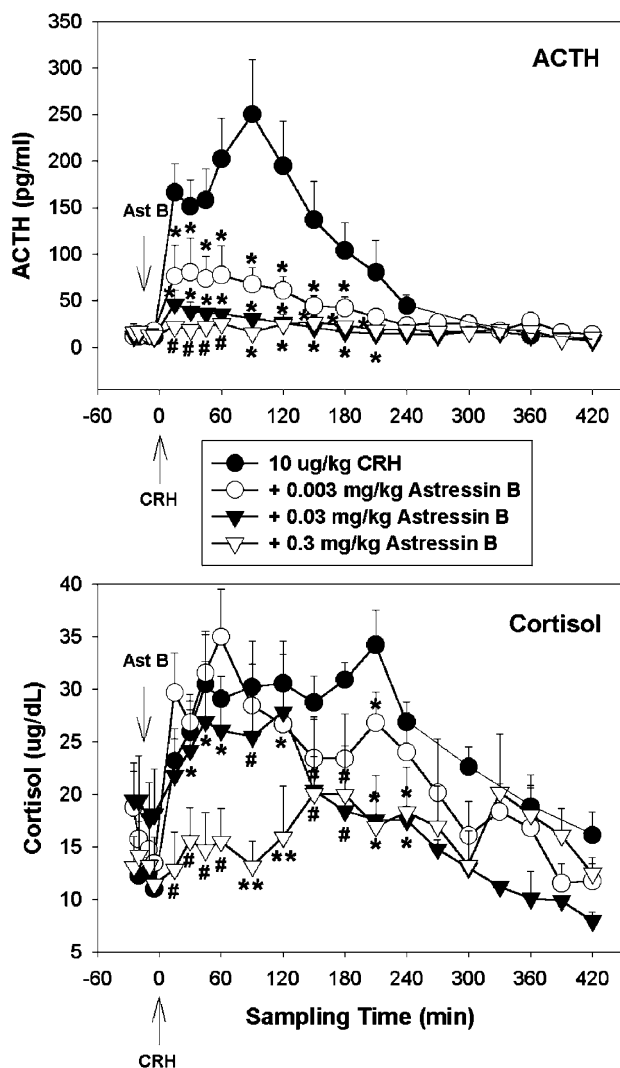 350
ACTH
300
250
200
150
100
50
0
ACTH (pg/ml)
Ast B
* * * *
* * * *
* * * *
* * * * * * *
# # # # * * * * *
-60 0 60 120 180 240 300 360 420
CRH
10 ug/kg CRH
+ 0.003 mg/kg Astressin B
+ 0.03 mg/kg Astressin B
+ 0.3 mg/kg Astressin B
40
Cortisol
35
30
25
20
15
10
5
Cortisol (ug/dL)
Ast B
*
* * * # *
# #
* *
# # * *
# # # # ** **
-60 0 60 120 180 240 300 360 420
Sampling Time (min)
CRH